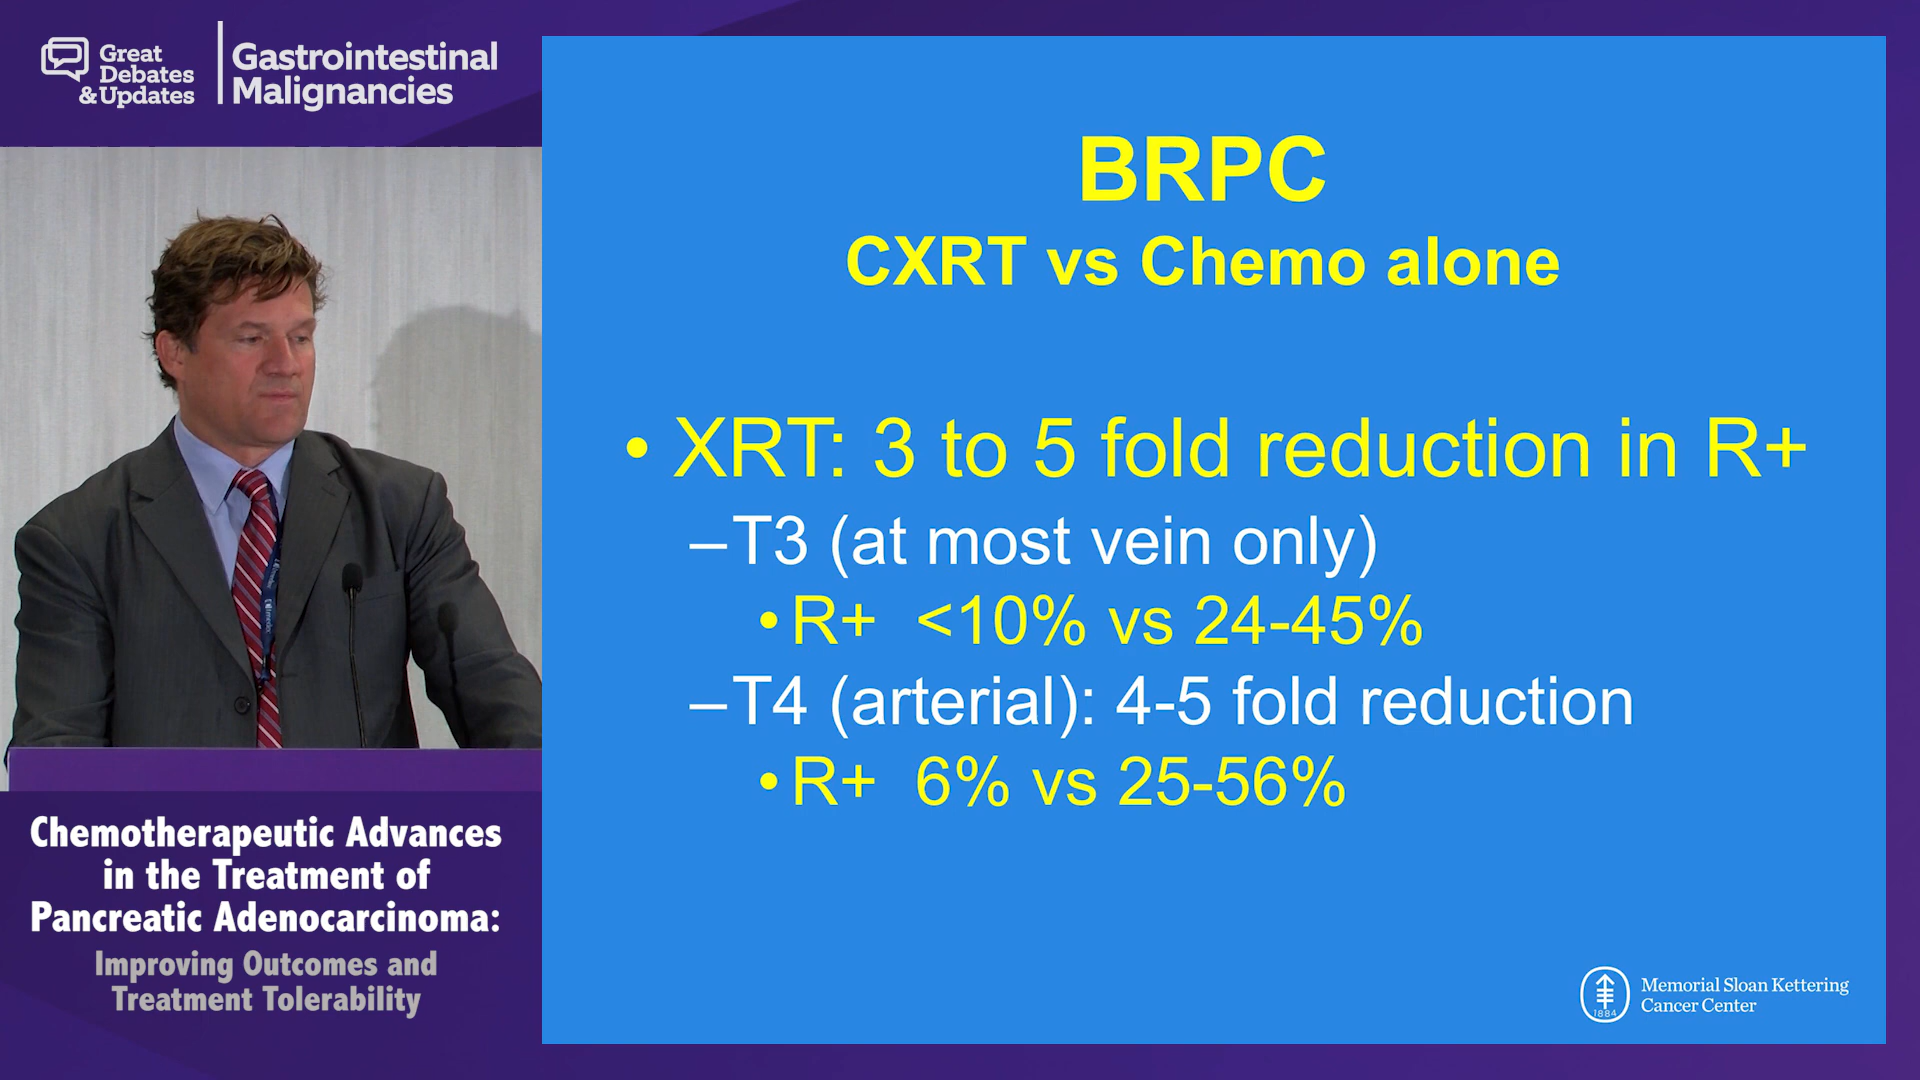 Great
Debates
& Updates
Gastrointestinal
Malignancies
BRPC
CXRT vs Chemo alone
• XRT: 3 to 5 fold reduction in R+
–T3 (at most vein only)
• R+ <10% vs 24-45%
–T4 (arterial): 4-5 fold reduction
• R+ 6% vs 25-56%
Chemotherapeutic Advances
in the Treatment of
Pancreatic Adenocarcinoma:
Improving Outcomes and
Treatment Tolerability
1884
Memorial Sloan Kettering
Cancer Center